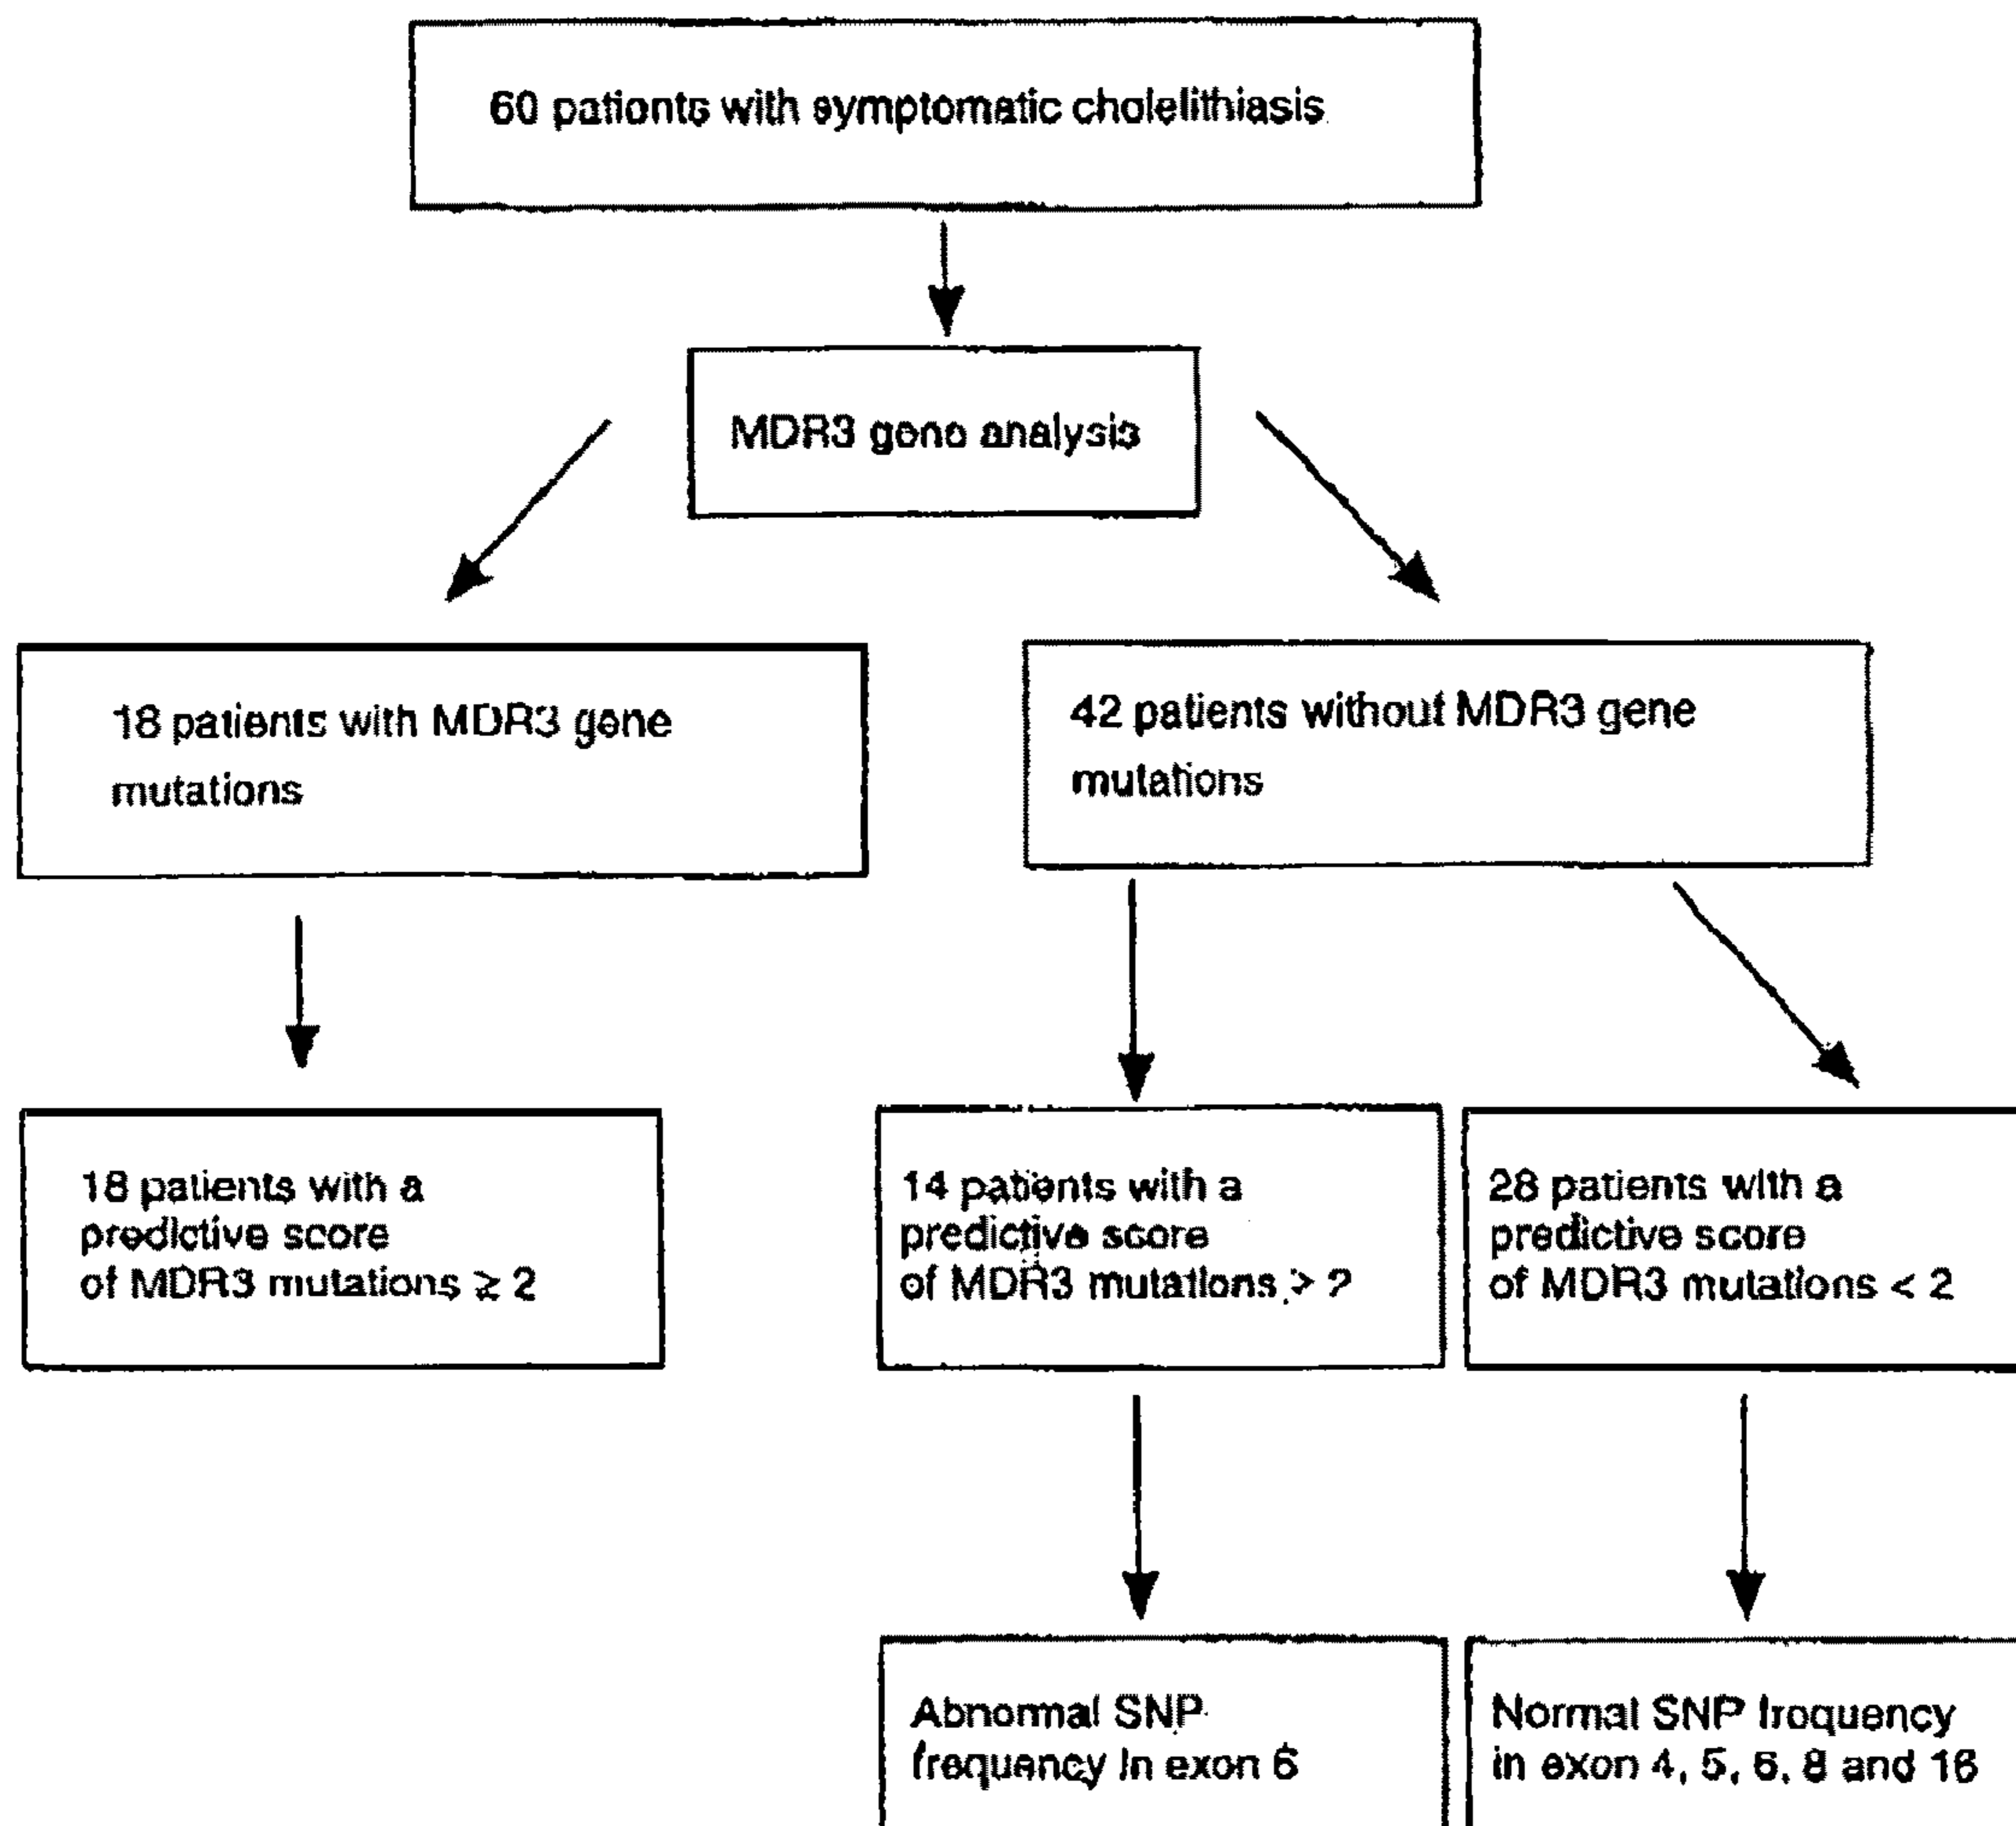 60 patients with symptomatic cholelithiasis
MDR3 gene analysis
18 patients with MDR3 gene
mutations
42 patients without MDR3 gene
mutations
18 patients with a
predictive score
of MDR3 mutations ≥ 2
14 patients with a
predictive score
of MDR3 mutations > 2
28 patients with a
predictive score
of MDR3 mutations < 2
Abnormal SNP
frequency in exon 6
Normal SNP frequency
in exon 4, 5, 6, 8 and 16